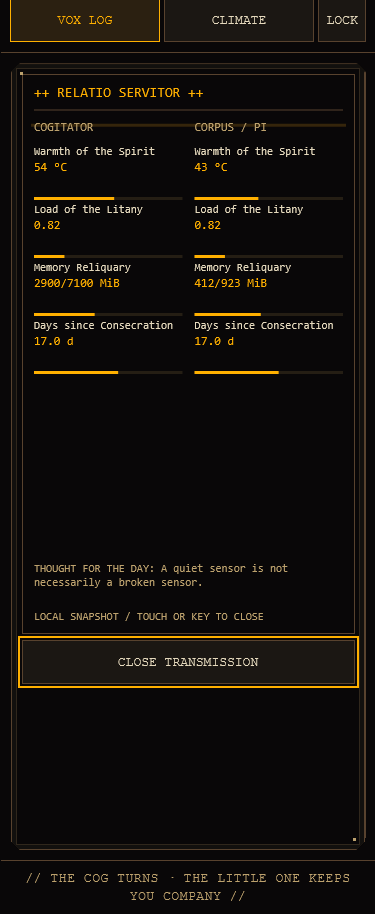 VOX LOG
CLIMATE
LOCK
++ RELATIO SERVITOR ++
COGITATOR
Warmth of the Spirit
54 °C
Load of the Litany
0.82
Memory Reliquary
2900/7100 MiB
Days since Consecration
17.0 d
CORPUS / PI
Warmth of the Spirit
43 °C
Load of the Litany
0.82
Memory Reliquary
412/923 MiB
Days since Consecration
17.0 d
THOUGHT FOR THE DAY: A quiet sensor is not
necessarily a broken sensor.
LOCAL SNAPSHOT / TOUCH OR KEY TO CLOSE
CLOSE TRANSMISSION
// THE COG TURNS · THE LITTLE ONE KEEPS
YOU COMPANY //